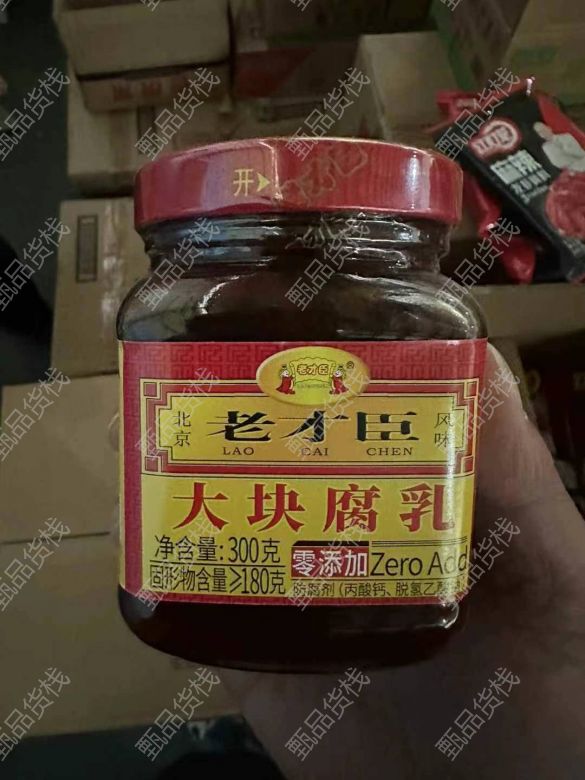 开
老才臣
北京
老才臣
风味
LAO CAI CHEN
大块腐乳
净含量:300克
固形物含量≥180克
零添加 Zero Add
防腐剂(丙酸钙、脱氢乙酸
甄品货栈